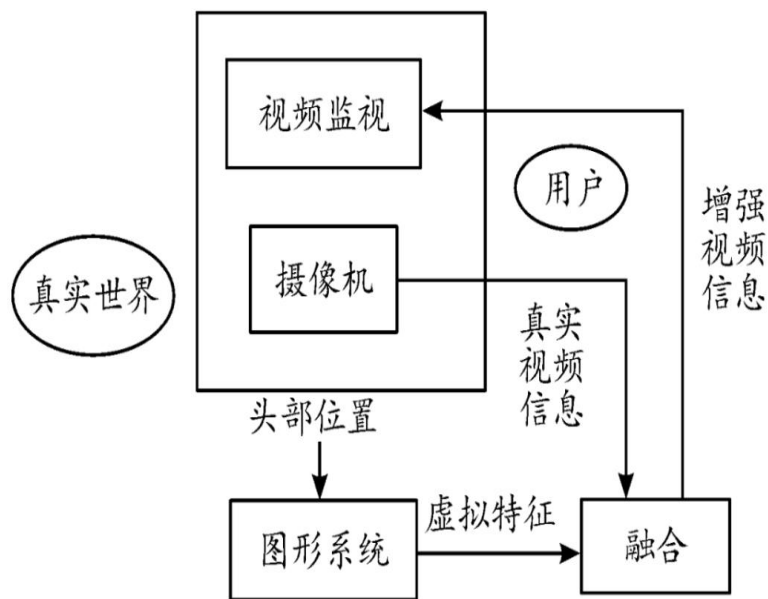 视频监视
用户
增强
视频
信息
真实世界
摄像机
真实
视频
信息
头部位置
图形系统
虚拟特征
融合